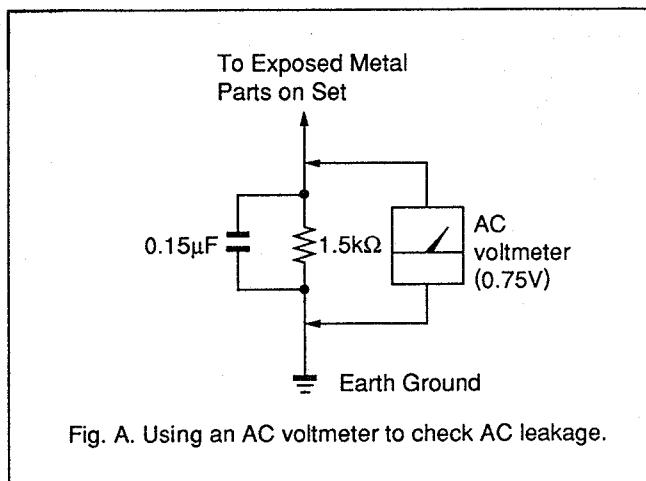 To Exposed Metal
Parts on Set
0.15µF
1.5kΩ
AC
voltmeter
(0.75V)
Earth Ground
Fig. A. Using an AC voltmeter to check AC leakage.